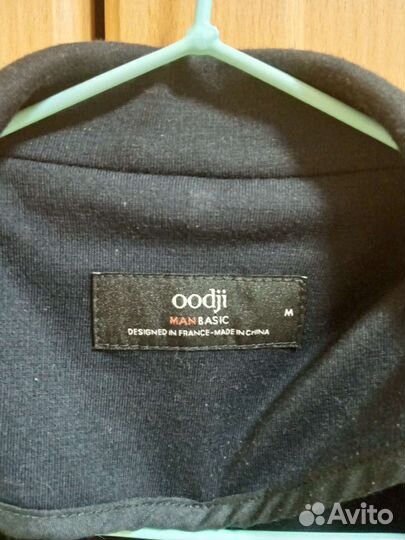 oodji
M
MAN BASIC
DESIGNED IN FRANCE-MADE IN CHINA
Avito